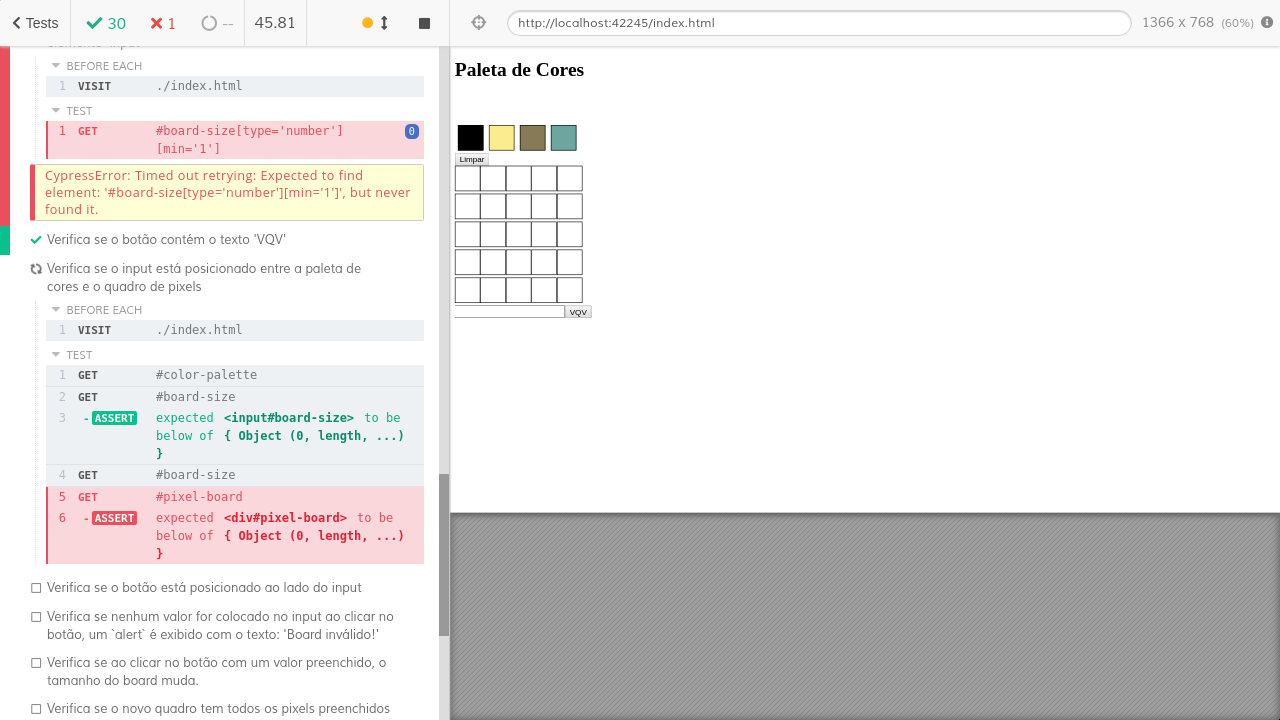 Tests
30
1
--
45.81
http://localhost:42245/index.html
1366 x 768 (60%)
elemento 'input'
BEFORE EACH
1 VISIT ./index.html
TEST
1 GET #board-size[type='number']
[min='1']
0
CypressError: Timed out retrying: Expected to find
element: '#board-size[type='number'][min='1']', but never
found it.
Verifica se o botão contém o texto 'VQV'
Verifica se o input está posicionado entre a paleta de
cores e o quadro de pixels
BEFORE EACH
1 VISIT ./index.html
TEST
1 GET #color-palette
2 GET #board-size
3 -ASSERT expected <input#board-size> to be
below of { Object (0, length, ...)
}
4 GET #board-size
5 GET #pixel-board
6 -ASSERT expected <div#pixel-board> to be
below of { Object (0, length, ...)
}
Verifica se o botão está posicionado ao lado do input
Verifica se nenhum valor for colocado no input ao clicar no
botão, um `alert` é exibido com o texto: 'Board inválido!'
Verifica se ao clicar no botão com um valor preenchido, o
tamanho do board muda.
Verifica se o novo quadro tem todos os pixels preenchidos
Paleta de Cores
Limpar
VQV